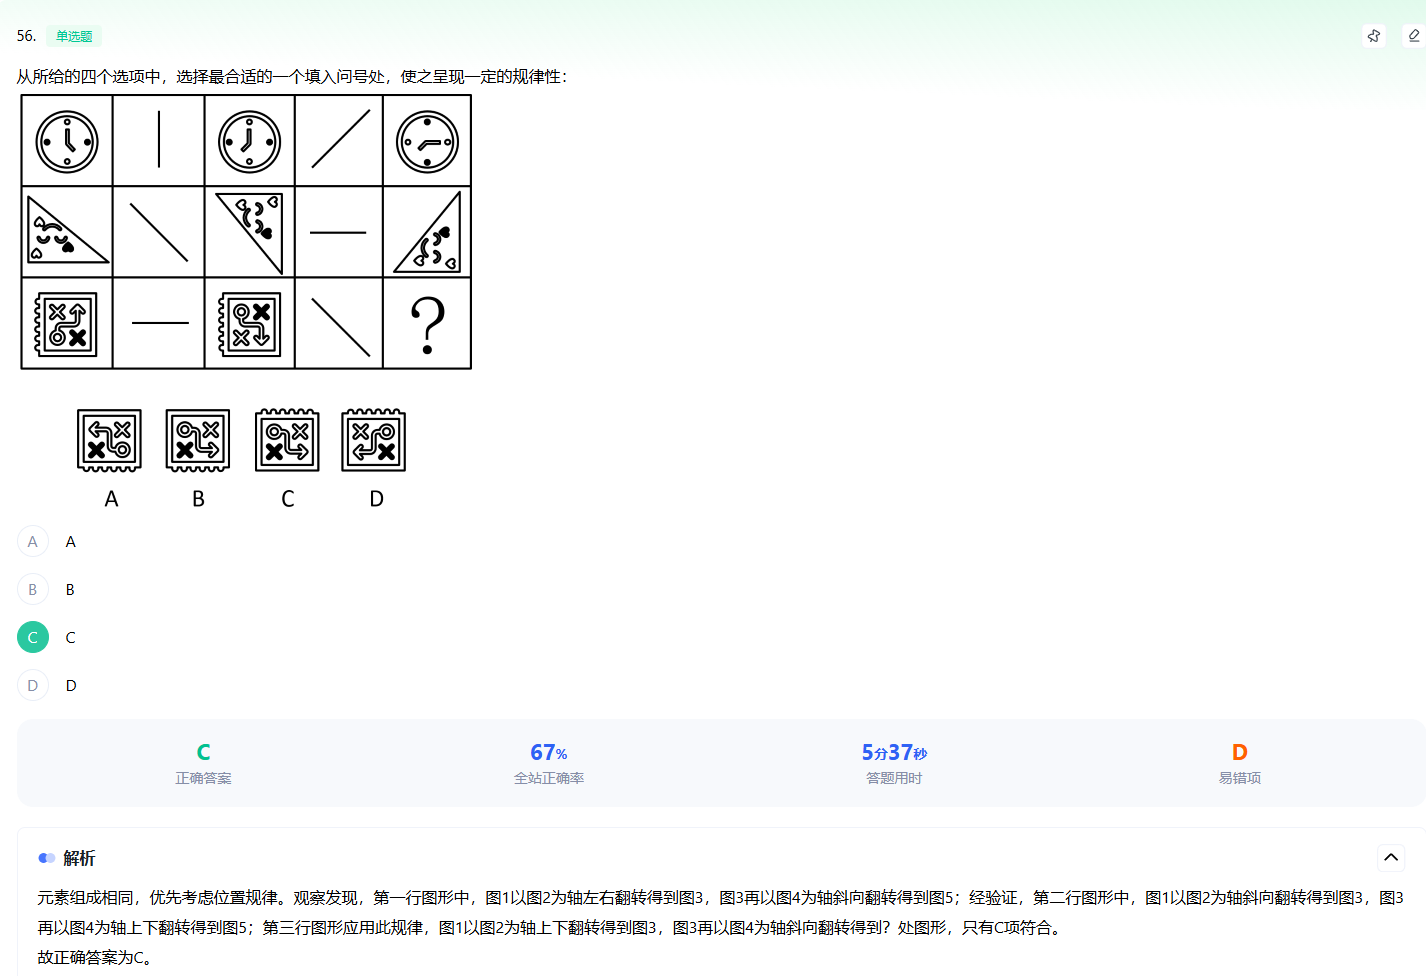 56. 单选题
从所给的四个选项中，选择最合适的一个填入问号处，使之呈现一定的规律性：
?
A B C D
A A
B B
C C
D D
C 67% 5分37秒 D
正确答案 全站正确率 答题用时 易错项
解析
元素组成相同，优先考虑位置规律。观察发现，第一行图形中，图1以图2为轴左右翻转得到图3，图3再以图4为轴斜向翻转得到图5；经验证，第二行图形中，图1以图2为轴斜向翻转得到图3，图3
再以图4为轴上下翻转得到图5；第三行图形应用此规律，图1以图2为轴上下翻转得到图3，图3再以图4为轴斜向翻转得到？处图形，只有C项符合。
故正确答案为C。